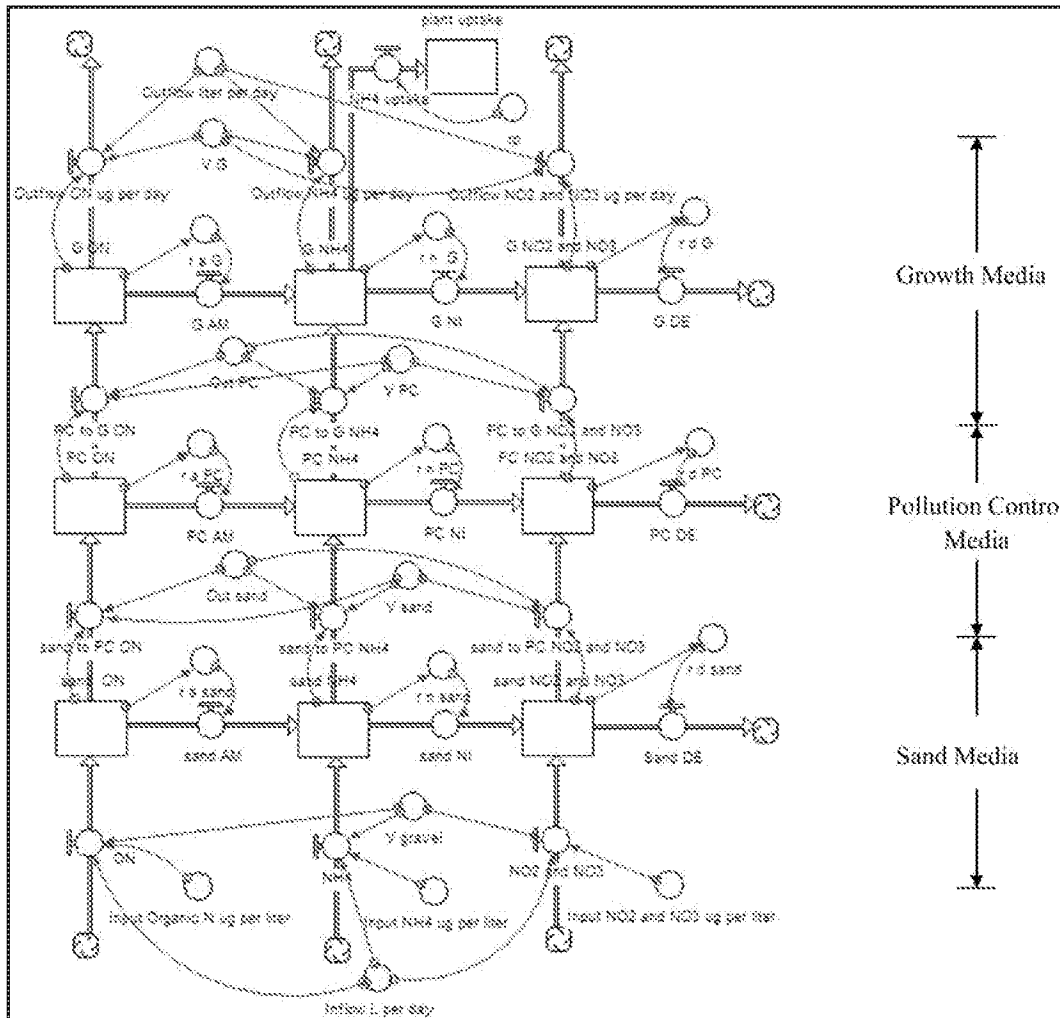 plant uptake
Outflow liter per day
NH4 uptake
V G
Outflow ON ug per day
Outflow NH4 ug per day
Outflow NO2 and NO3 ug per day
G ON
r a G
G NH4
r n G
G NO2 and NO3
r d G
Growth Media
G AM
G NI
G DE
Out PC
V PC
PC to G ON
PC to G NH4
PC to G NO2 and NO3
PC ON
r a PC
PC NH4
r n PC
PC NO2 and NO3
r d PC
Pollution Contro
Media
PC AM
PC NI
PC DE
Out sand
V sand
sand to PC ON
sand to PC NH4
sand to PC NO2 and NO3
sand ON
r a sand
sand NH4
r n sand
sand NO2 and NO3
r d sand
sand AM
sand NI
Sand DE
Sand Media
V gravel
ON
NH4
NO2 and NO3
Input Organic N ug per liter
Input NH4 ug per liter
Input NO2 and NO3 ug per liter
Inflow L per day